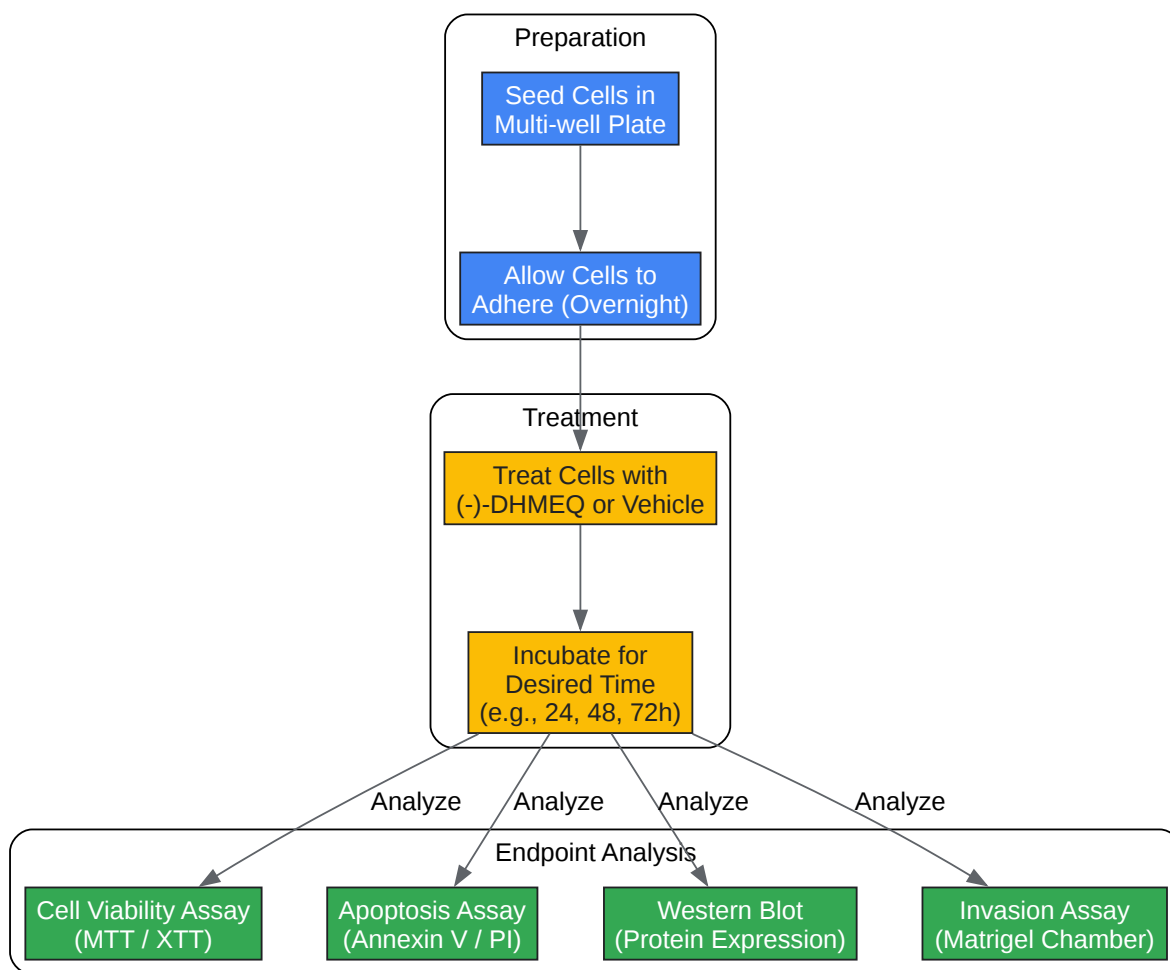 Preparation
Seed Cells in
Multi-well Plate
Allow Cells to
Adhere (Overnight)
Treatment
Treat Cells with
(-)-DHMEQ or Vehicle
Incubate for
Desired Time
(e.g., 24, 48, 72h)
Analyze
Analyze
Analyze
Analyze
Endpoint Analysis
Cell Viability Assay
(MTT / XTT)
Apoptosis Assay
(Annexin V / PI)
Western Blot
(Protein Expression)
Invasion Assay
(Matrigel Chamber)